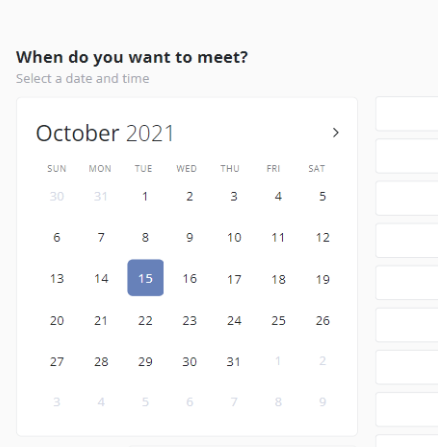 When do you want to meet?
Select a date and time
October 2021
SUN MON TUE WED THU FRI SAT
30 31 1 2 3 4 5
6 7 8 9 10 11 12
13 14 15 16 17 18 19
20 21 22 23 24 25 26
27 28 29 30 31 1 2
3 4 5 6 7 8 9